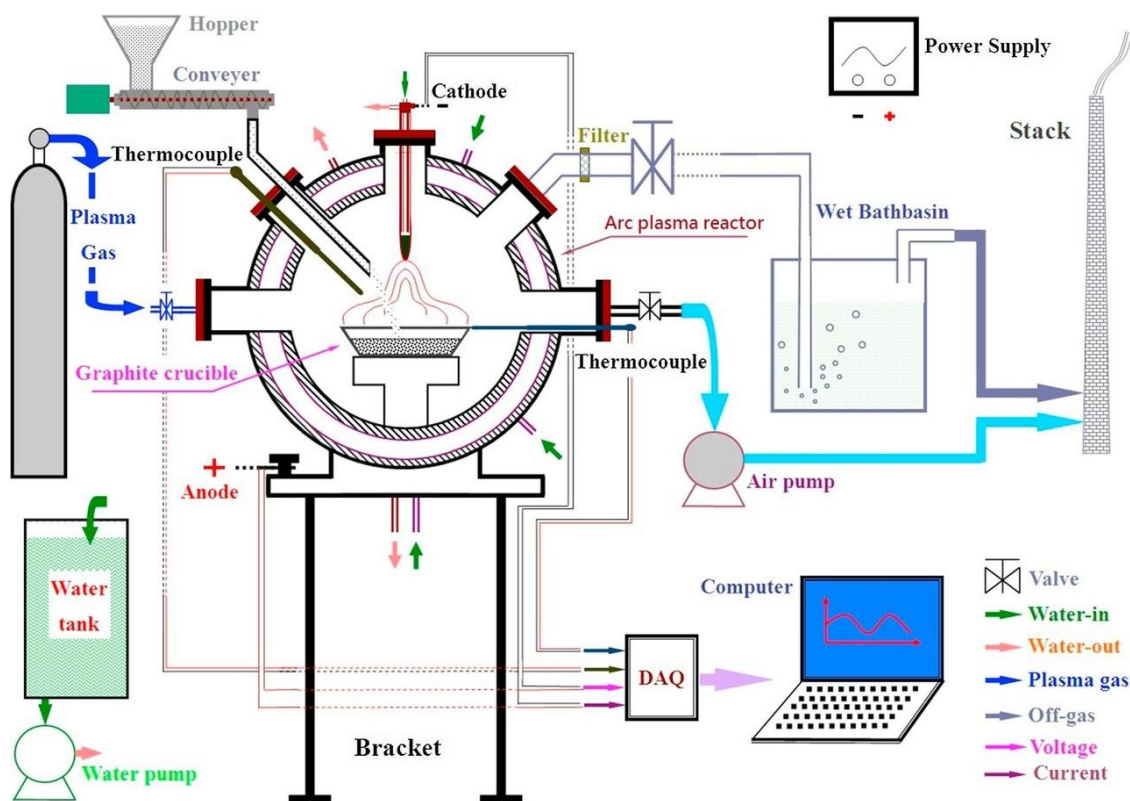 Hopper
Conveyer
Cathode
Power Supply
Thermocouple
Filter
Stack
Plasma
Gas
Wet Bathbasin
Arc plasma reactor
Thermocouple
Graphite crucible
Air pump
Anode
Water
tank
Computer
Valve
Water-in
Water-out
DAQ
Plasma gas
Off-gas
Bracket
Voltage
Water pump
Current